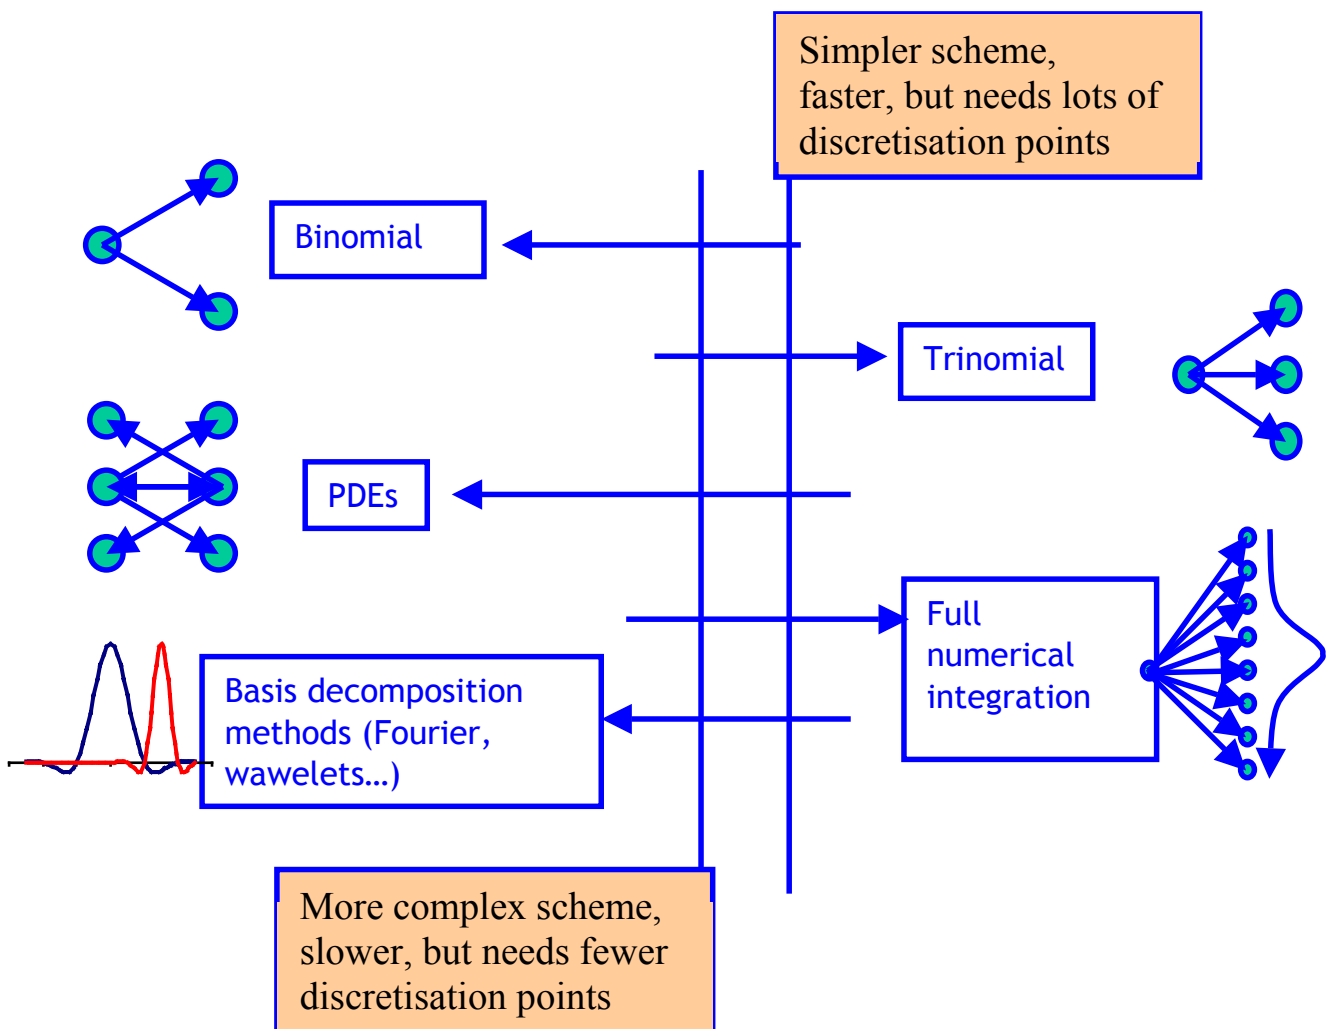 Simpler scheme,
faster, but needs lots of
discretisation points
Binomial
Trinomial
PDEs
Full
numerical
integration
Basis decomposition
methods (Fourier,
wawelets…)
More complex scheme,
slower, but needs fewer
discretisation points